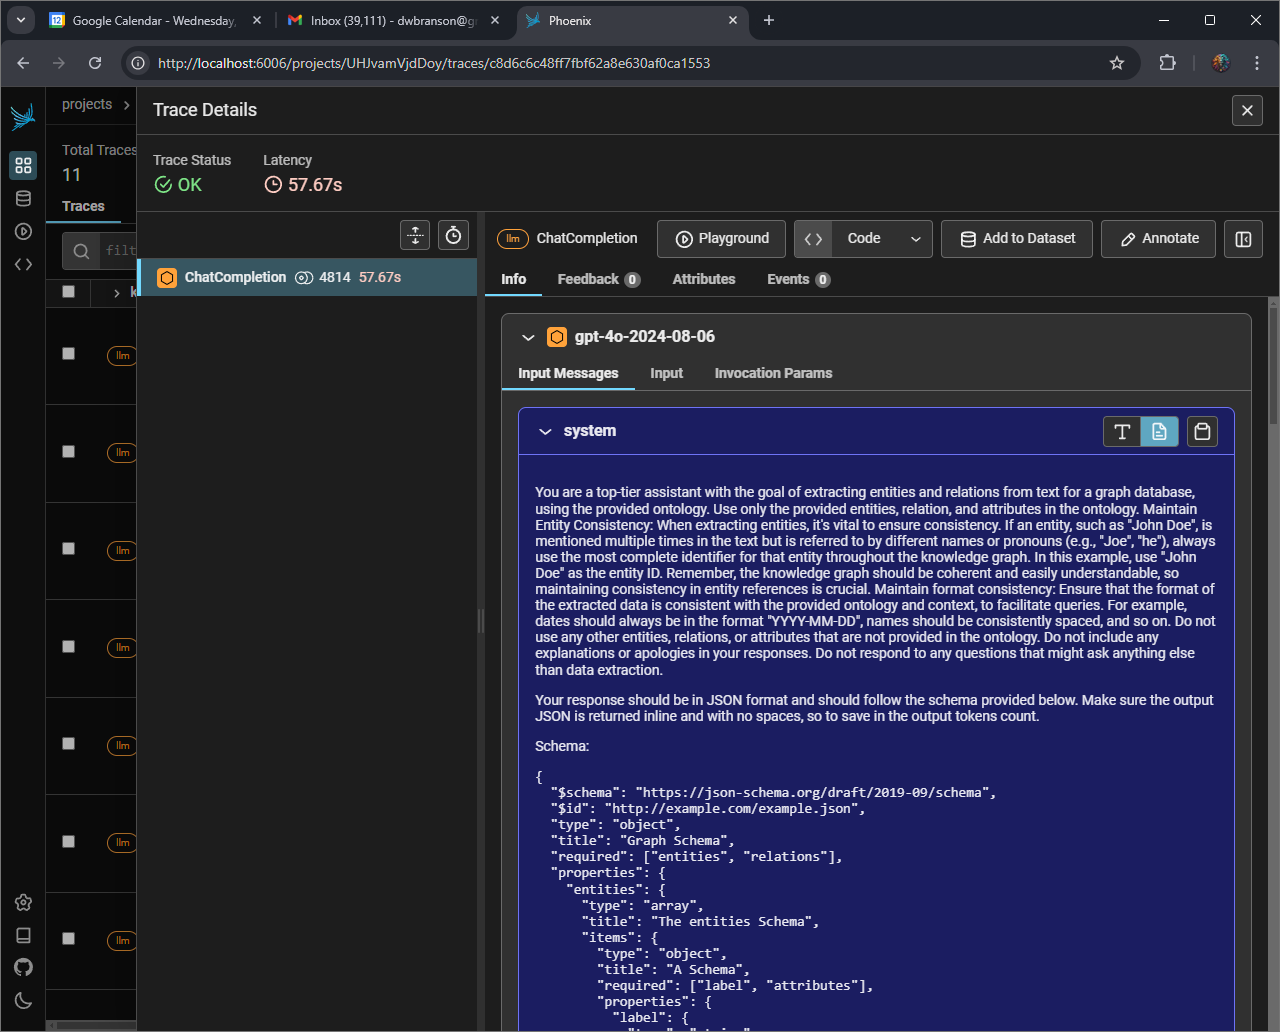 Google Calendar - Wednesday,
Inbox (39,111) - dwbranson@gr
Phoenix
http://localhost:6006/projects/UHJvamVjdDoy/traces/c8d6c6c48ff7fbf62a8e630af0ca1553
projects
Total Traces
11
Traces
filt
k
llm
llm
llm
llm
llm
llm
llm
Trace Details
Trace Status
Latency
OK
57.67s
ChatCompletion 4814 57.67s
llm ChatCompletion
Playground
Code
Add to Dataset
Annotate
Info
Feedback 0
Attributes
Events 0
gpt-4o-2024-08-06
Input Messages
Input
Invocation Params
system
You are a top-tier assistant with the goal of extracting entities and relations from text for a graph database,
using the provided ontology. Use only the provided entities, relation, and attributes in the ontology. Maintain
Entity Consistency: When extracting entities, it's vital to ensure consistency. If an entity, such as "John Doe", is
mentioned multiple times in the text but is referred to by different names or pronouns (e.g., "Joe", "he"), always
use the most complete identifier for that entity throughout the knowledge graph. In this example, use "John
Doe" as the entity ID. Remember, the knowledge graph should be coherent and easily understandable, so
maintaining consistency in entity references is crucial. Maintain format consistency: Ensure that the format of
the extracted data is consistent with the provided ontology and context, to facilitate queries. For example,
dates should always be in the format "YYYY-MM-DD", names should be consistently spaced, and so on. Do not
use any other entities, relations, or attributes that are not provided in the ontology. Do not include any
explanations or apologies in your responses. Do not respond to any questions that might ask anything else
than data extraction.
Your response should be in JSON format and should follow the schema provided below. Make sure the output
JSON is returned inline and with no spaces, so to save in the output tokens count.
Schema:
{
"$schema": "https://json-schema.org/draft/2019-09/schema",
"$id": "http://example.com/example.json",
"type": "object",
"title": "Graph Schema",
"required": ["entities", "relations"],
"properties": {
"entities": {
"type": "array",
"title": "The entities Schema",
"items": {
"type": "object",
"title": "A Schema",
"required": ["label", "attributes"],
"properties": {
"label": {